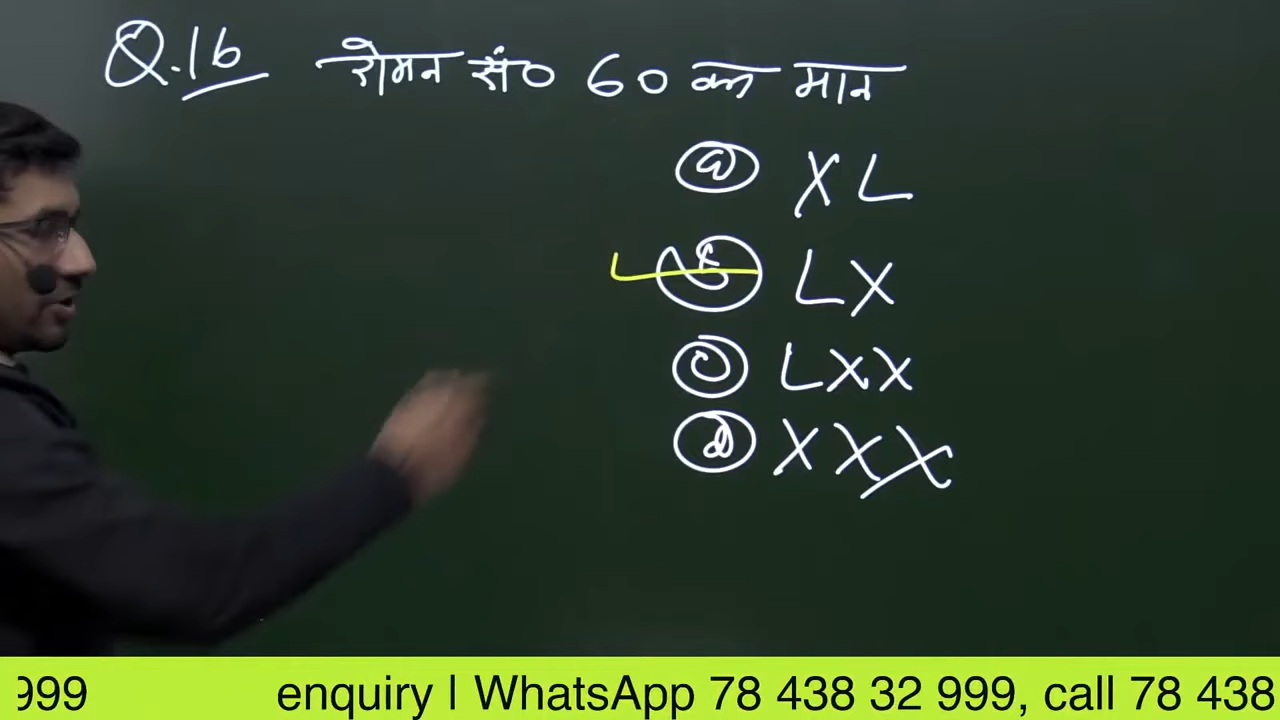 Q.16 रोमन सं० 60 का मान
(a) XL
LX
(c) LXX
(d) XXX
999 enquiry I WhatsApp 78 438 32 999, call 78 438